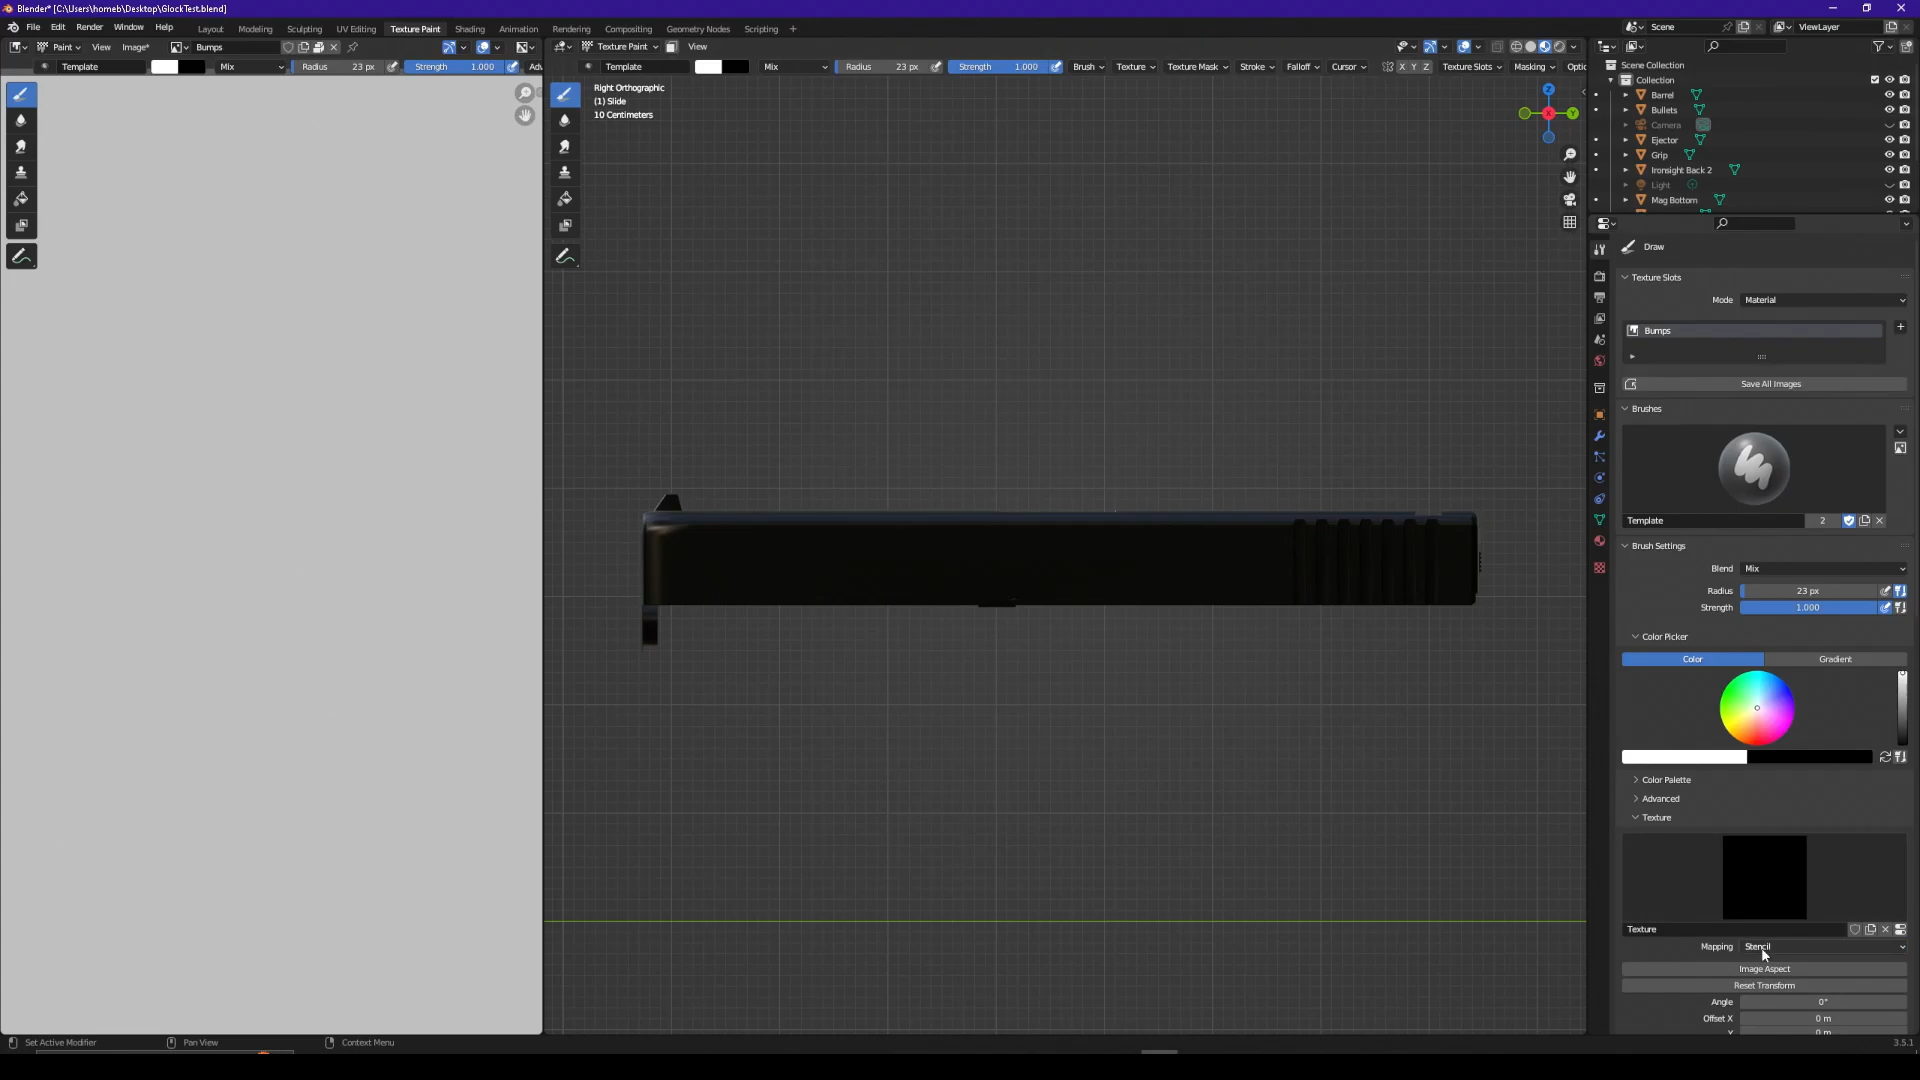 Blender* [C:\Users\homeb\Desktop\GlockTest.blend]
File Edit Render Window Help Layout Modeling Sculpting UV Editing Texture Paint Shading Animation Rendering Compositing Geometry Nodes Scripting + Scene ViewLayer
Paint View Image* Bumps Texture Paint View
Template Mix Radius 23 px Strength 1.000 Adv Template Mix Radius 23 px Strength 1.000 Brush Texture Texture Mask Stroke Falloff Cursor X Y Z Texture Slots Masking Optic
Right Orthographic
(1) Slide
10 Centimeters
Z
X
Y
Scene Collection
Collection
Barrel
Bullets
Camera
Ejector
Grip
Ironsight Back 2
Light
Mag Bottom
Draw
Texture Slots
Mode Material
Bumps
Save All Images
Brushes
Template 2
Brush Settings
Blend Mix
Radius 23 px
Strength 1.000
Color Picker
Color Gradient
Color Palette
Advanced
Texture
Texture
Mapping Stencil
Image Aspect
Reset Transform
Angle 0°
Offset X 0 m
Y 0 m
Set Active Modifier Pan View Context Menu 3.5.1